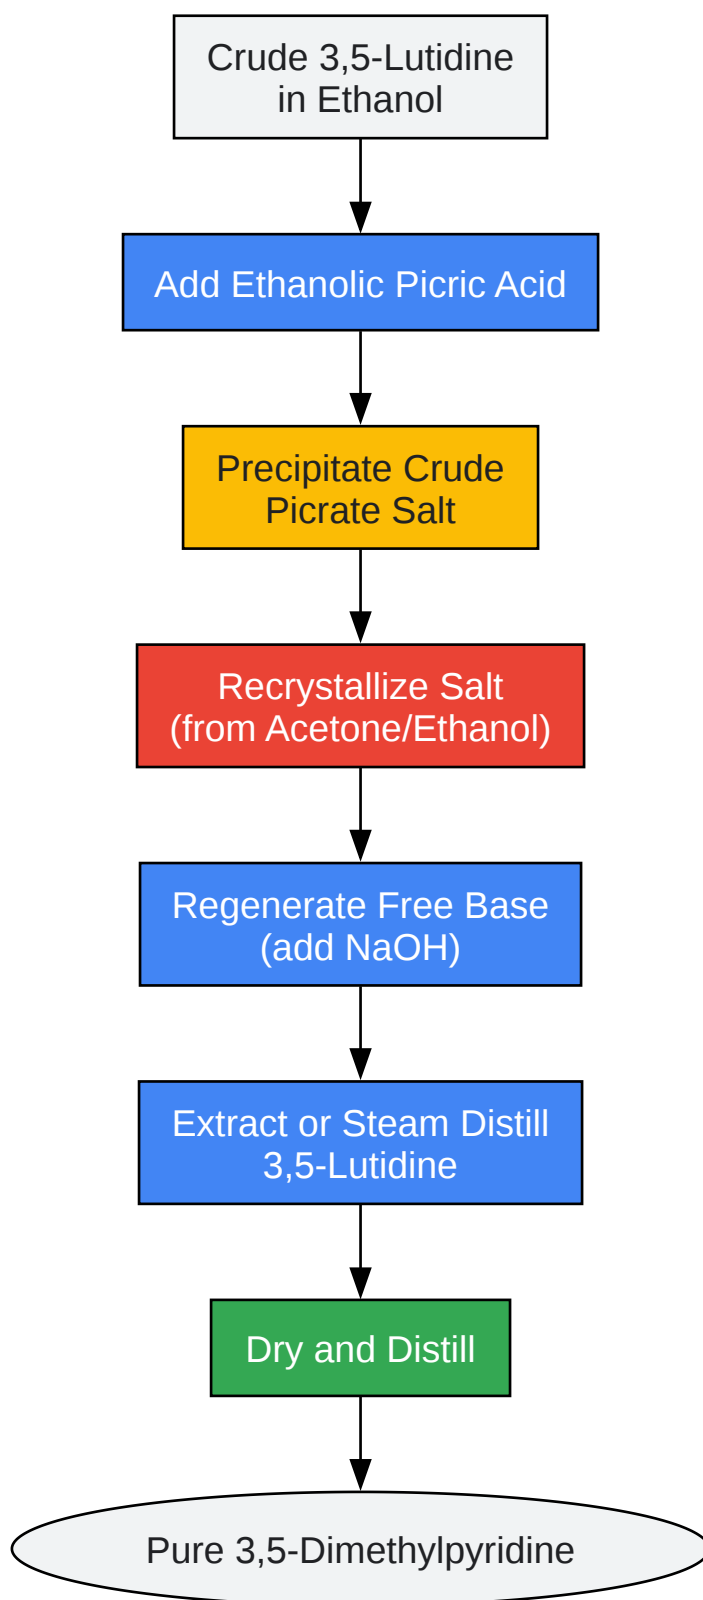 Crude 3,5-Lutidine
in Ethanol
Add Ethanolic Picric Acid
Precipitate Crude
Picrate Salt
Recrystallize Salt
(from Acetone/Ethanol)
Regenerate Free Base
(add NaOH)
Extract or Steam Distill
3,5-Lutidine
Dry and Distill
Pure 3,5-Dimethylpyridine